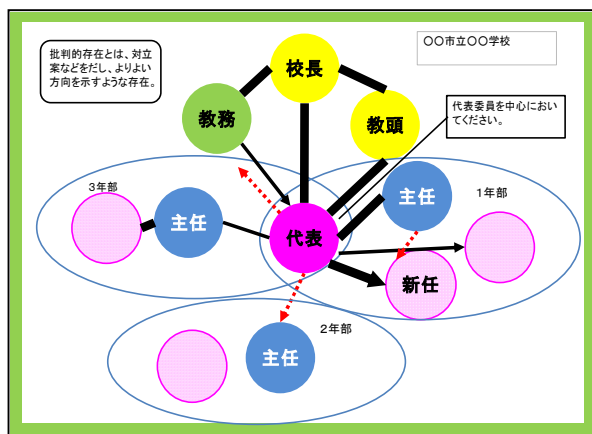 批判的存在とは、対立
案などをだし、よりよい
方向を示すような存在。
〇〇市立〇〇学校
校長
教務
教頭
代表委員を中心におい
てください。
3年部
主任
主任
1年部
代表
新任
2年部
主任